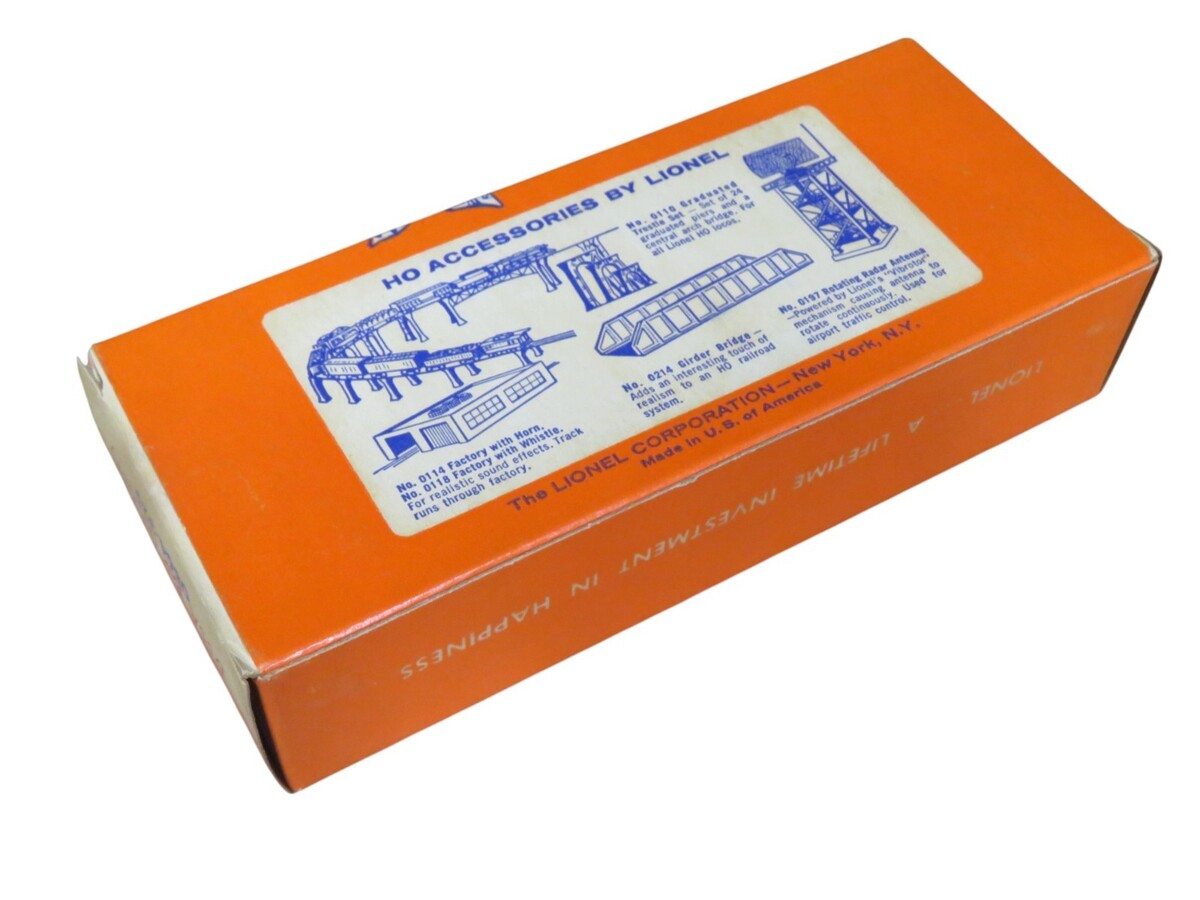 HO ACCESSORIES BY LIONEL
No. 0110 Graduated
Trestle Set — Set of 24
graduated piers and a
central arch bridge. For
all Lionel HO locos.
No. 0197 Rotating Radar Antenna
—Powered by Lionel's "Vibrotor"
mechanism causing antenna to
rotate continuously. Used for
airport traffic control.
No. 0214 Girder Bridge —
Adds an interesting touch of
realism to an HO railroad
system.
No. 0114 Factory with Horn.
No. 0118 Factory with Whistle.
For realistic sound effects. Track
runs through factory.
The LIONEL CORPORATION — New York, N.Y.
Made in U.S. of America
LIONEL A LIFETIME INVESTMENT IN HAPPINESS